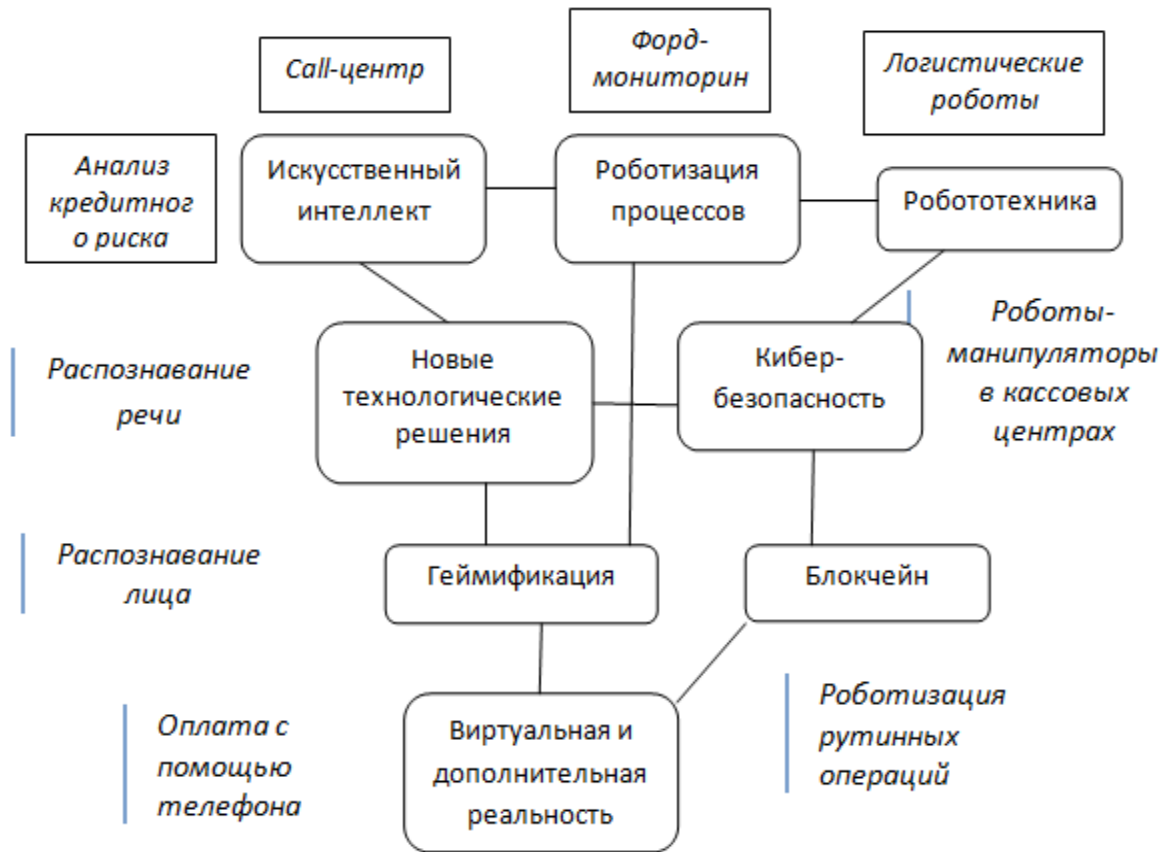 Call-центр
Форд-
мониторин
Логистические
роботы
Анализ
кредитног
о риска
Искусственный
интеллект
Роботизация
процессов
Робототехника
Распознавание
речи
Новые
технологические
решения
Кибер-
безопасность
Роботы-
манипуляторы
в кассовых
центрах
Распознавание
лица
Геймификация
Блокчейн
Оплата с
помощью
телефона
Виртуальная и
дополнительная
реальность
Роботизация
рутинных
операций